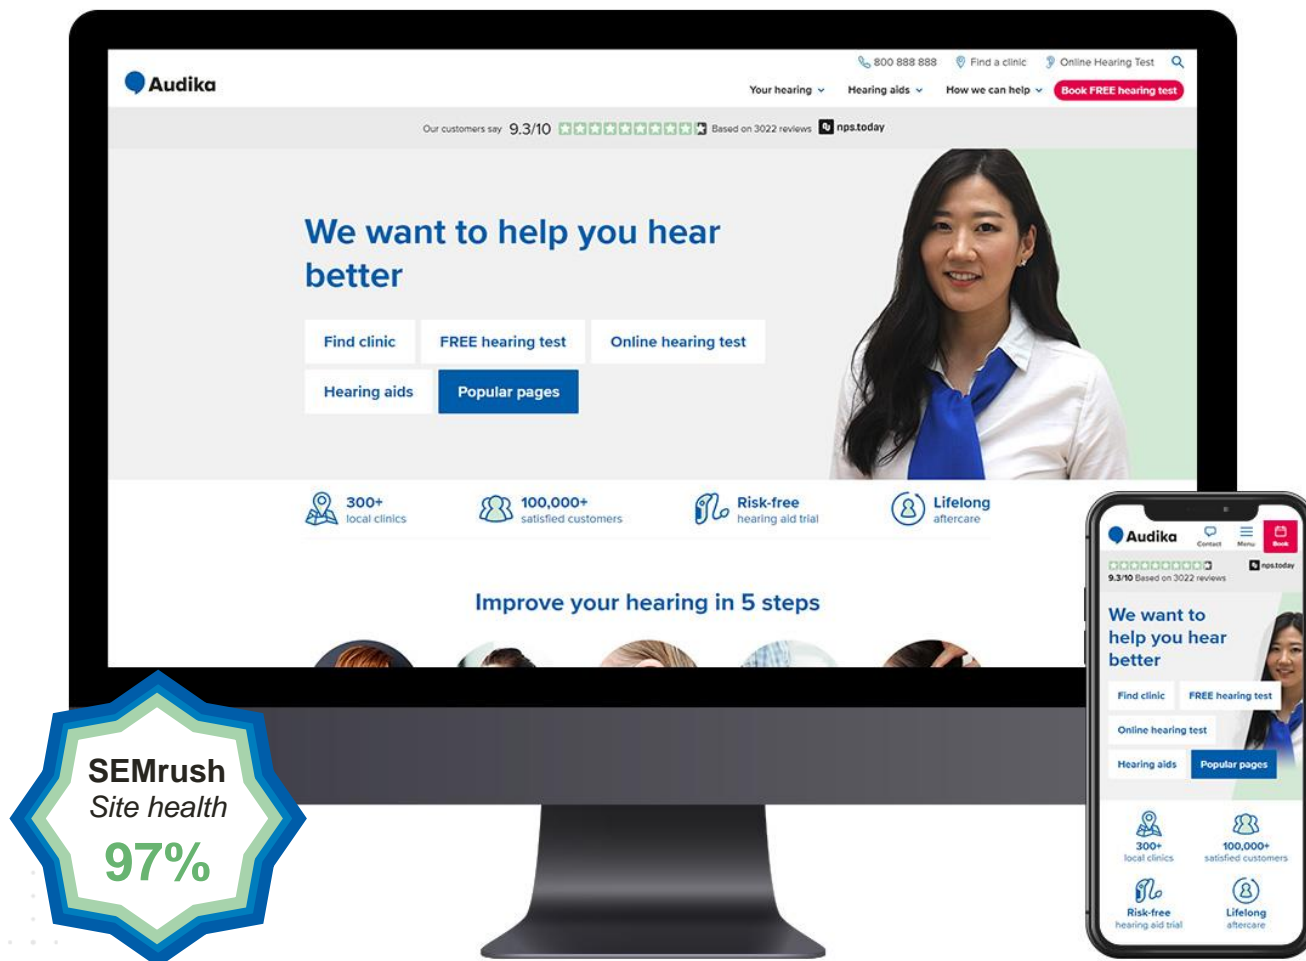 800 888 888 Find a clinic Online Hearing Test
Audika
Your hearing Hearing aids How we can help Book FREE hearing test
Our customers say 9.3/10 Based on 3022 reviews nps.today
We want to help you hear
better
Find clinic FREE hearing test Online hearing test
Hearing aids Popular pages
300+ 100,000+ Risk-free Lifelong
local clinics satisfied customers hearing aid trial aftercare
Improve your hearing in 5 steps
SEMrush
Site health
97%
Audika
Contact Menu Book
nps.today
9.3/10 Based on 3022 reviews
We want to
help you hear
better
Find clinic FREE hearing test
Online hearing test
Hearing aids Popular pages
300+ 100,000+
local clinics satisfied customers
Risk-free Lifelong
hearing aid trial aftercare